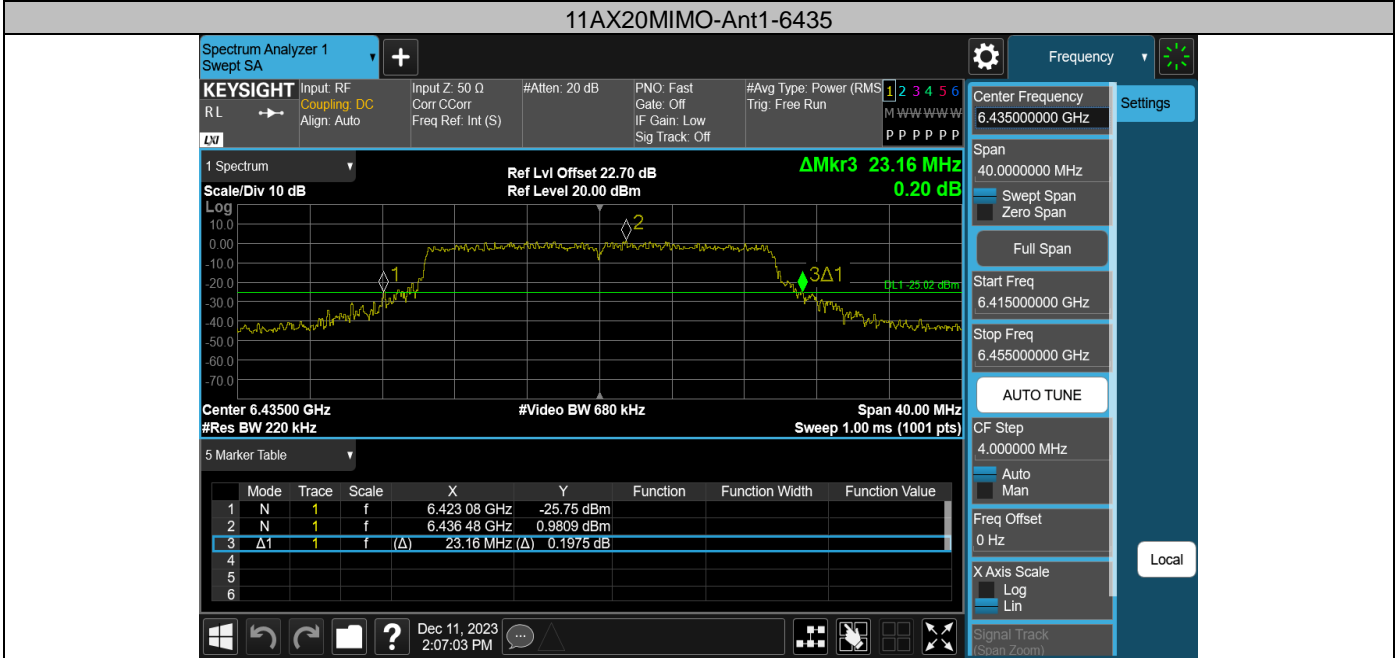 11AX20MIMO-Ant1-6435
Spectrum Analyzer 1
Swept SA
+
Frequency
KEYSIGHT
RL
LXI
Input: RF
Coupling: DC
Align: Auto
Input Z: 50 Ω
Corr CCorr
Freq Ref: Int (S)
#Atten: 20 dB
PNO: Fast
Gate: Off
IF Gain: Low
Sig Track: Off
#Avg Type: Power (RMS
Trig: Free Run
1 2 3 4 5 6
M W W W W W
P P P P P P
1 Spectrum
Scale/Div 10 dB
Ref Lvl Offset 22.70 dB
Ref Level 20.00 dBm
ΔMkr3 23.16 MHz
0.20 dB
Log
10.0
0.00
-10.0
-20.0
-30.0
-40.0
-50.0
-60.0
-70.0
1
2
3Δ1
DL1 -25.02 dBm
Center 6.43500 GHz
#Res BW 220 kHz
#Video BW 680 kHz
Span 40.00 MHz
Sweep 1.00 ms (1001 pts)
5 Marker Table
Mode Trace Scale X Y Function Function Width Function Value
1 N 1 f 6.423 08 GHz -25.75 dBm
2 N 1 f 6.436 48 GHz 0.9809 dBm
3 Δ1 1 f (Δ) 23.16 MHz (Δ) 0.1975 dB
4
5
6
?
Dec 11, 2023
2:07:03 PM
Center Frequency
6.435000000 GHz
Settings
Span
40.0000000 MHz
Swept Span
Zero Span
Full Span
Start Freq
6.415000000 GHz
Stop Freq
6.455000000 GHz
AUTO TUNE
CF Step
4.000000 MHz
Auto
Man
Freq Offset
0 Hz
X Axis Scale
Log
Lin
Signal Track
(Span Zoom)
Local